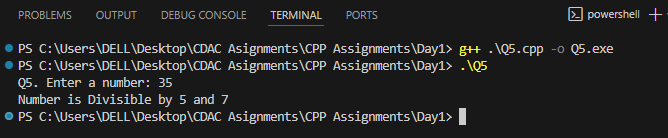 PROBLEMS OUTPUT DEBUG CONSOLE TERMINAL PORTS powershell
PS C:\Users\DELL\Desktop\CDAC Asignments\CPP Assignments\Day1> g++ .\Q5.cpp -o Q5.exe
PS C:\Users\DELL\Desktop\CDAC Asignments\CPP Assignments\Day1> .\Q5
Q5. Enter a number: 35
Number is Divisible by 5 and 7
PS C:\Users\DELL\Desktop\CDAC Asignments\CPP Assignments\Day1>